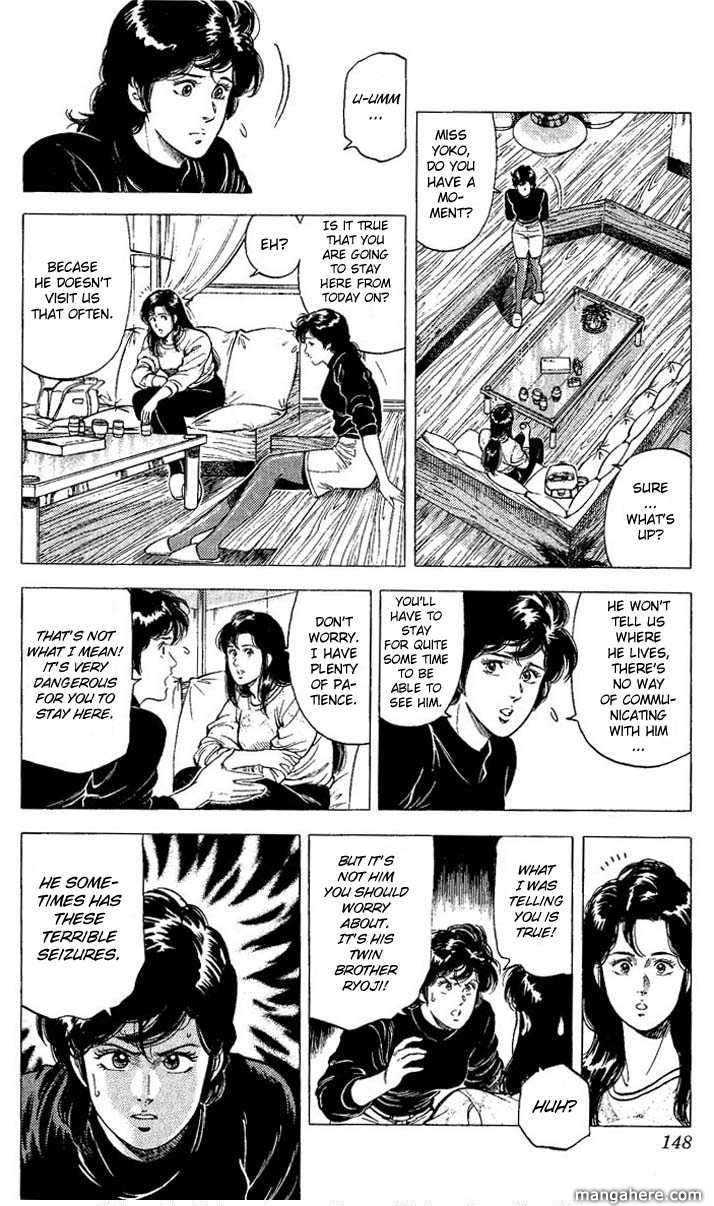 U-UMM
...
MISS
YOKO,
DO YOU
HAVE A
MO-
MENT?
SURE
...
WHAT'S
UP?
IS IT TRUE
THAT YOU
ARE GOING
TO STAY
HERE FROM
TODAY ON?
EH?
BECASE
HE DOESN'T
VISIT US
THAT OFTEN.
HE WON'T
TELL US
WHERE
HE LIVES,
THERE'S
NO WAY
OF COMMU-
NICATING
WITH HIM
...
YOU'LL
HAVE TO
STAY
FOR QUITE
SOME TIME
TO BE
ABLE TO
SEE HIM.
DON'T
WORRY.
I HAVE
PLENTY
OF PA-
TIENCE.
THAT'S NOT
WHAT I MEAN!
IT'S VERY
DANGEROUS
FOR YOU TO
STAY HERE.
WHAT
I WAS
TELLING
YOU IS
TRUE!
BUT IT'S
NOT HIM
YOU SHOULD
WORRY
ABOUT.
IT'S HIS
TWIN
BROTHER
RYOJI!
HUH?
HE SOME-
TIMES HAS
THESE
TERRIBLE
SEIZURES.
148
mangahere.com